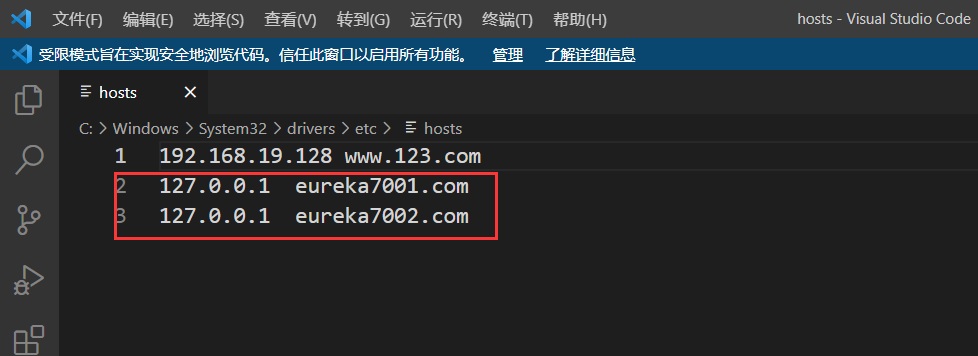 文件(F) 编辑(E) 选择(S) 查看(V) 转到(G) 运行(R) 终端(T) 帮助(H) hosts - Visual Studio Code
受限模式旨在实现安全地浏览代码。信任此窗口以启用所有功能。 管理 了解详细信息
hosts
C: > Windows > System32 > drivers > etc > hosts
1 192.168.19.128 www.123.com
2 127.0.0.1 eureka7001.com
3 127.0.0.1 eureka7002.com